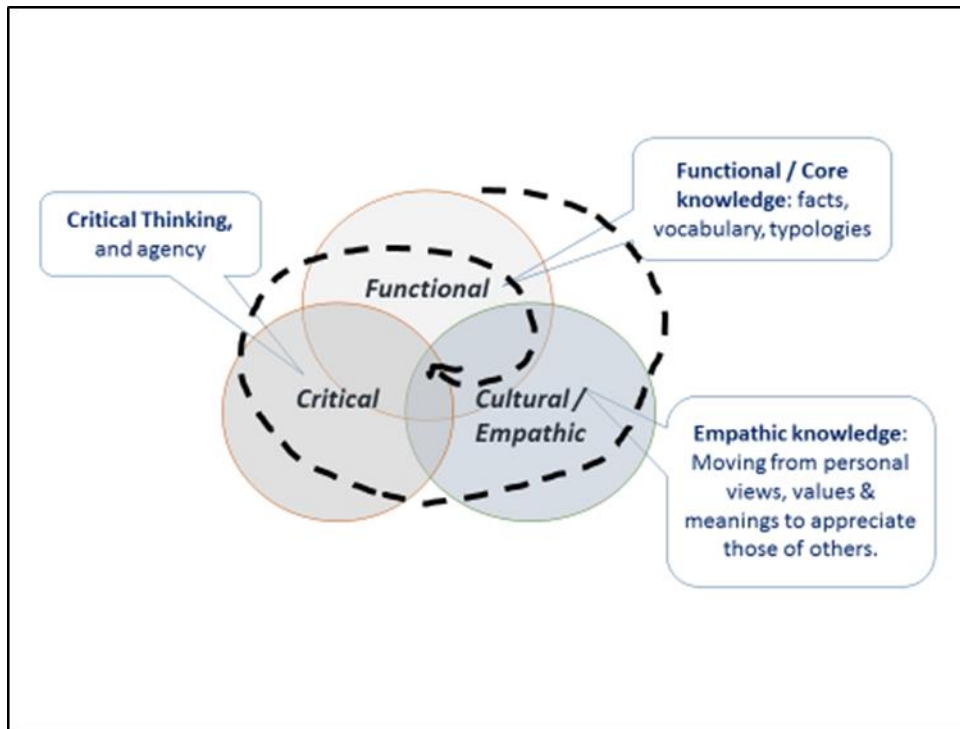 Functional / Core
knowledge: facts,
vocabulary, typologies
Critical Thinking,
and agency
Functional
Critical
Cultural /
Empathic
Empathic knowledge:
Moving from personal
views, values &
meanings to appreciate
those of others.